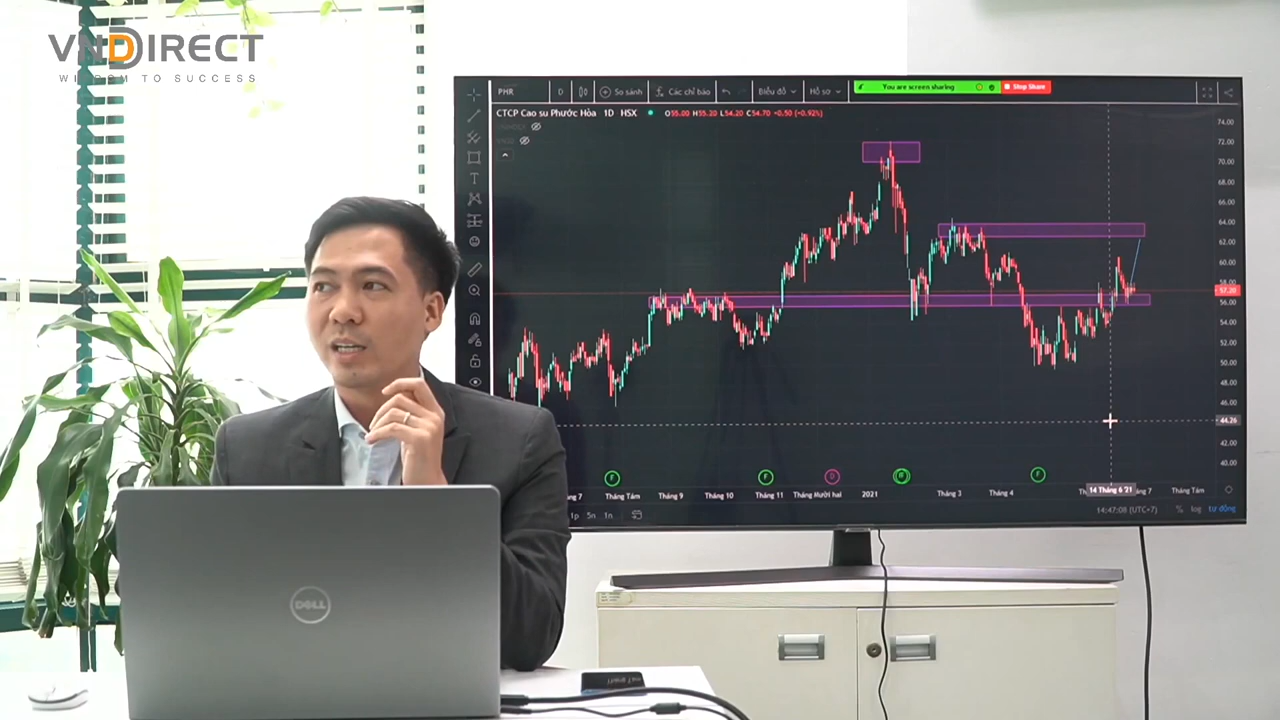 VNDIRECT
WISDOM TO SUCCESS
PHR D So sánh Các chỉ báo Biểu đồ Hồ sơ You are screen sharing Stop Share
CTCP Cao su Phước Hòa 1D HSX O55.00 H55.20 L54.20 C54.70 -0.50 (-0.92%)
74.00
72.00
70.00
68.00
66.00
64.00
62.00
60.00
58.00
57.20
56.00
54.00
52.00
50.00
48.00
46.00
44.26
42.00
40.00
Tháng Tám Tháng 9 Tháng 10 Tháng 11 Tháng Mười hai 2021 Tháng 3 Tháng 4 14 Tháng 6 '21 Tháng Tám
1p 5n 1n 14:47:08 (UTC+7) % log tự động
DELL